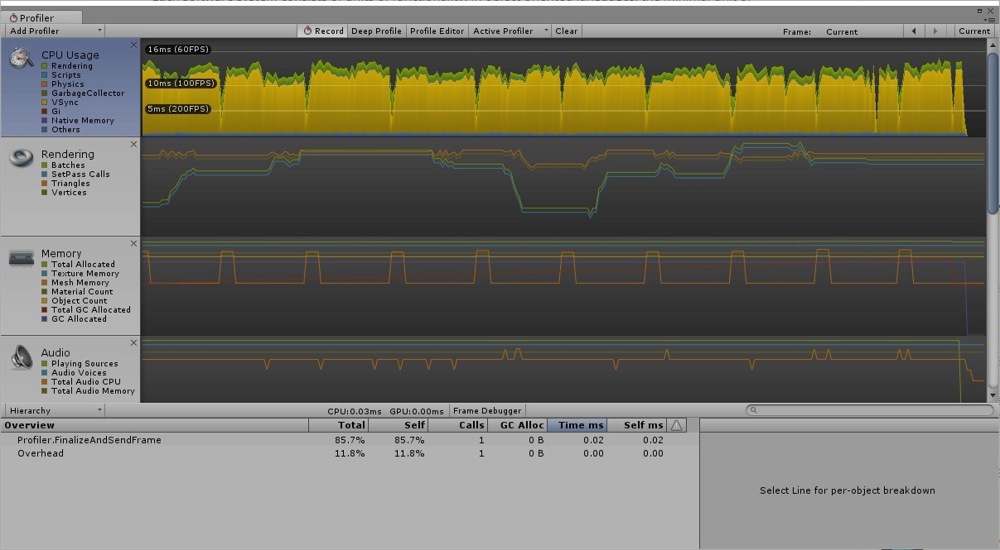 Profiler
Add Profiler
Record Deep Profile Profile Editor Active Profiler Clear Frame: Current Current
CPU Usage
Rendering
Scripts
Physics
GarbageCollector
VSync
Gi
Native Memory
Others
16ms (60FPS)
10ms (100FPS)
5ms (200FPS)
Rendering
Batches
SetPass Calls
Triangles
Vertices
Memory
Total Allocated
Texture Memory
Mesh Memory
Material Count
Object Count
Total GC Allocated
GC Allocated
Audio
Playing Sources
Audio Voices
Total Audio CPU
Total Audio Memory
Hierarchy CPU:0.03ms GPU:0.00ms Frame Debugger
Overview Total Self Calls GC Alloc Time ms Self ms
Profiler.FinalizeAndSendFrame 85.7% 85.7% 1 0 B 0.02 0.02
Overhead 11.8% 11.8% 1 0 B 0.00 0.00
Select Line for per-object breakdown